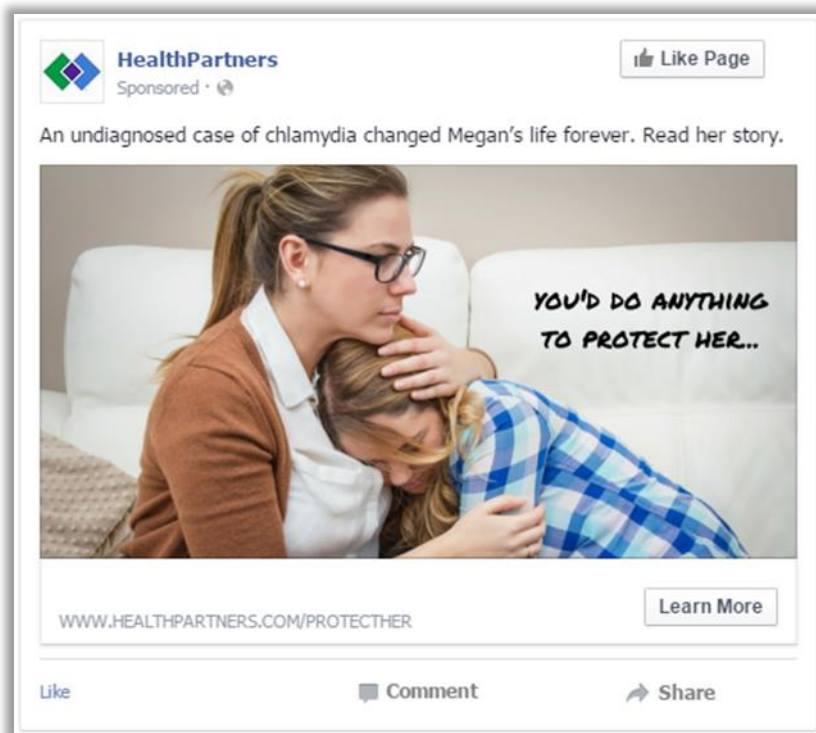 HealthPartners
Like Page
Sponsored ·
An undiagnosed case of chlamydia changed Megan's life forever. Read her story.
YOU'D DO ANYTHING
TO PROTECT HER...
WWW.HEALTHPARTNERS.COM/PROTECTHER
Learn More
Like
Comment
Share